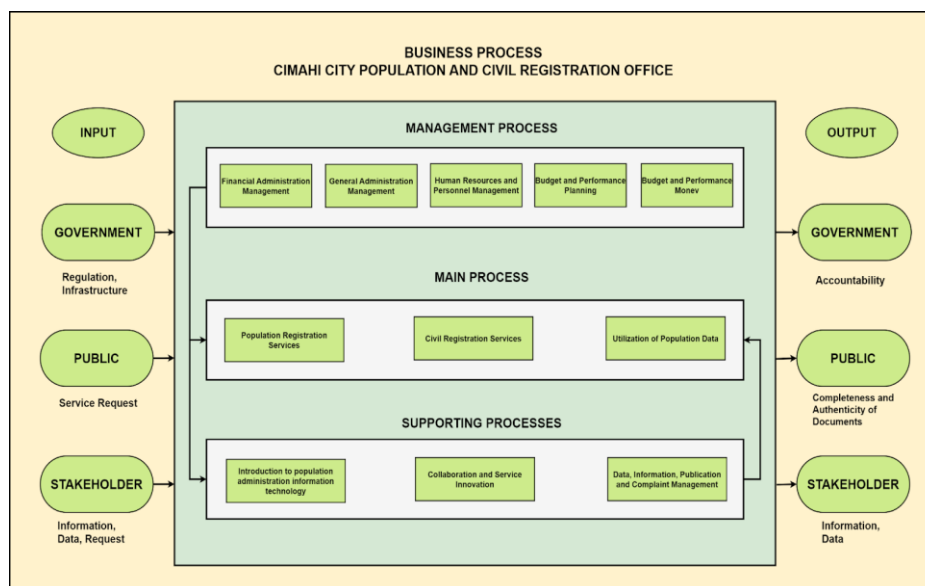 BUSINESS PROCESS
CIMAHI CITY POPULATION AND CIVIL REGISTRATION OFFICE
INPUT
OUTPUT
MANAGEMENT PROCESS
Financial Administration
Management
General Administration
Management
Human Resources and
Personnel Management
Budget and Performance
Planning
Budget and Performance
Monev
GOVERNMENT
Regulation,
Infrastructure
GOVERNMENT
Accountability
MAIN PROCESS
Population Registration
Services
Civil Registration Services
Utilization of Population Data
PUBLIC
Service Request
PUBLIC
Completeness and
Authenticity of
Documents
SUPPORTING PROCESSES
Introduction to population
administration information
technology
Collaboration and Service
Innovation
Data, Information, Publication
and Complaint Management
STAKEHOLDER
Information,
Data, Request
STAKEHOLDER
Information,
Data